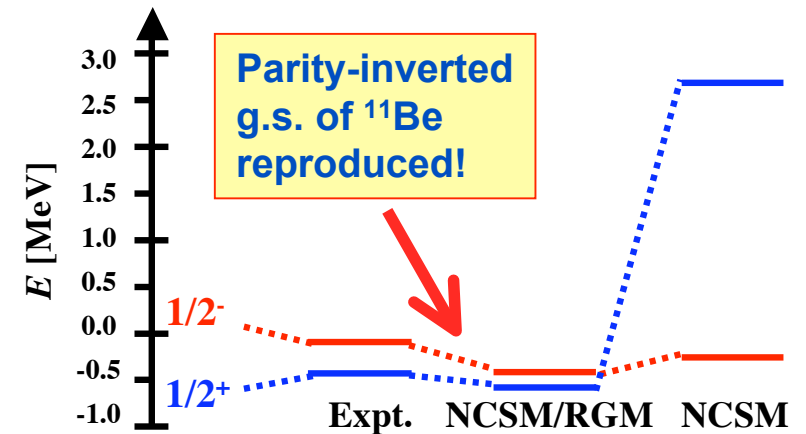 3.0
2.5
2.0
1.5
1.0
0.5
0.0
-0.5
-1.0
E [MeV]
Parity-inverted
g.s. of ¹¹Be
reproduced!
1/2⁻
1/2⁺
Expt. NCSM/RGM NCSM